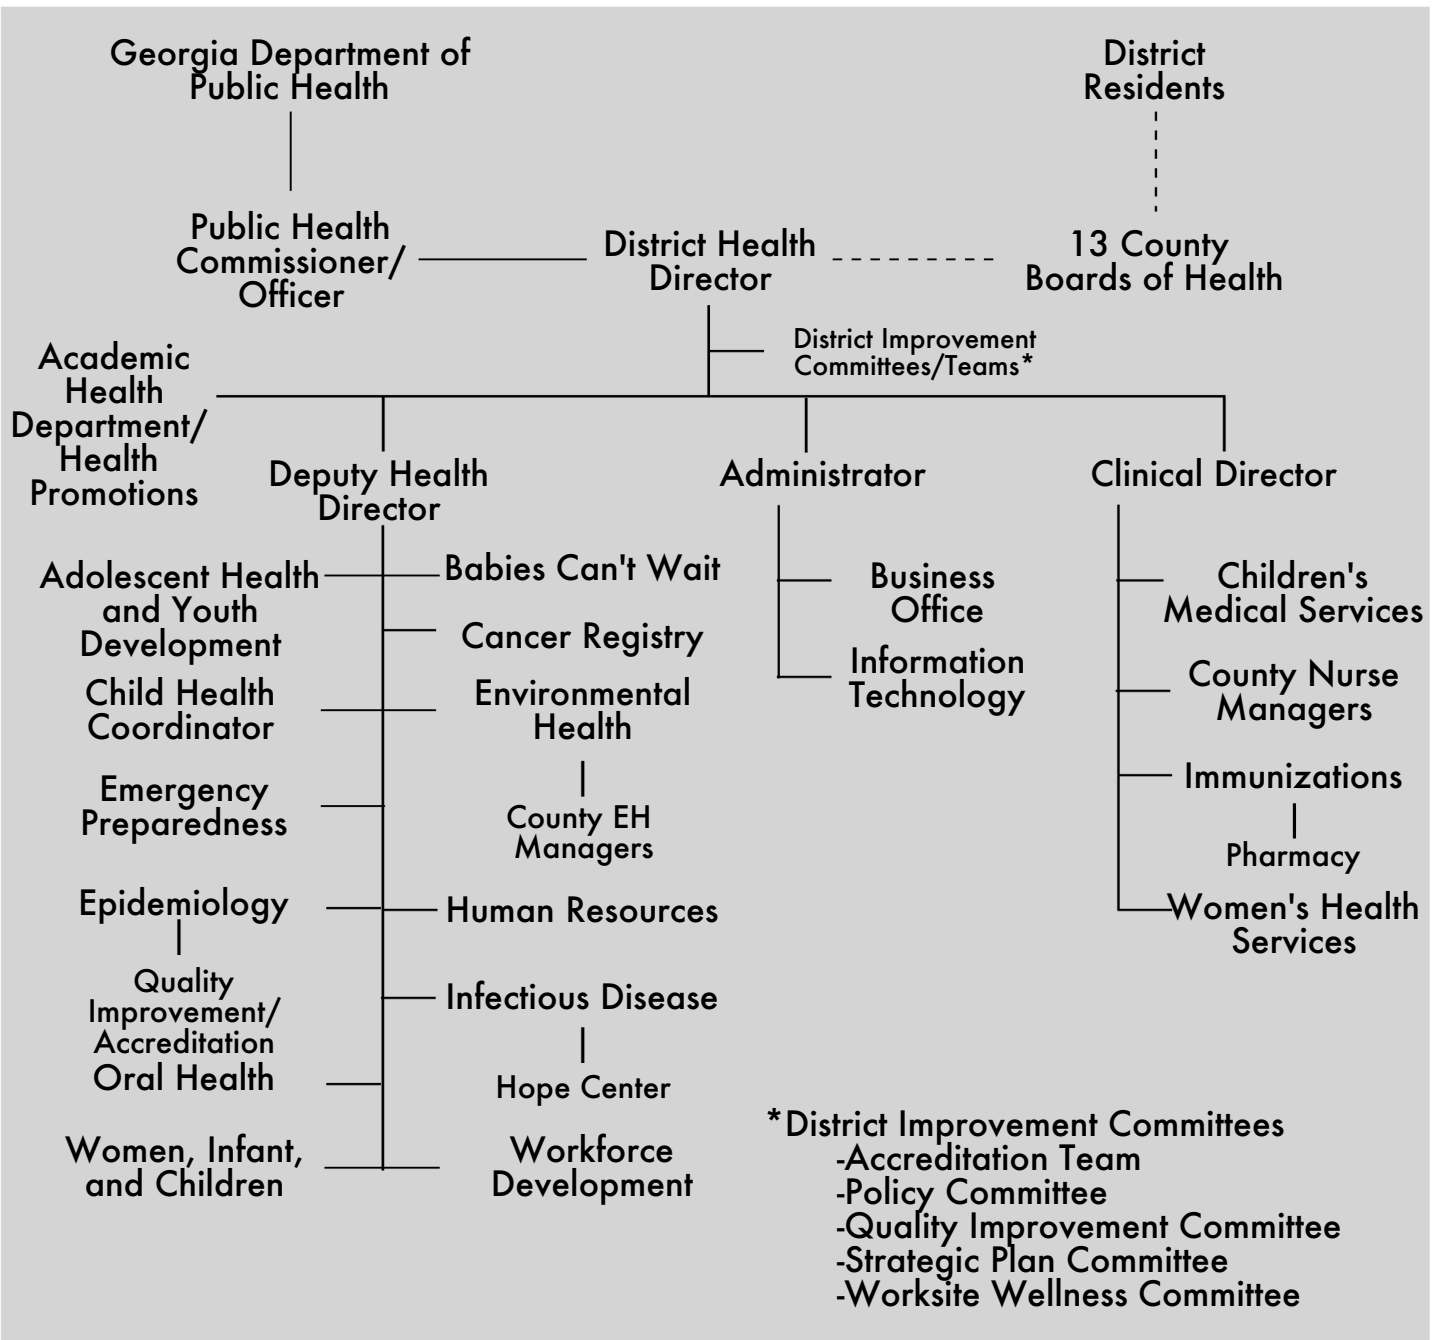 Georgia Department of
Public Health
District
Residents
Public Health
Commissioner/
Officer
District Health
Director
13 County
Boards of Health
District Improvement
Committees/Teams*
Academic
Health
Department/
Health
Promotions
Deputy Health
Director
Administrator
Clinical Director
Adolescent Health
and Youth
Development
Child Health
Coordinator
Emergency
Preparedness
Epidemiology
Quality
Improvement/
Accreditation
Oral Health
Women, Infant,
and Children
Babies Can't Wait
Cancer Registry
Environmental
Health
County EH
Managers
Human Resources
Infectious Disease
Hope Center
Workforce
Development
Business
Office
Information
Technology
Children's
Medical Services
County Nurse
Managers
Immunizations
Pharmacy
Women's Health
Services
*District Improvement Committees
-Accreditation Team
-Policy Committee
-Quality Improvement Committee
-Strategic Plan Committee
-Worksite Wellness Committee